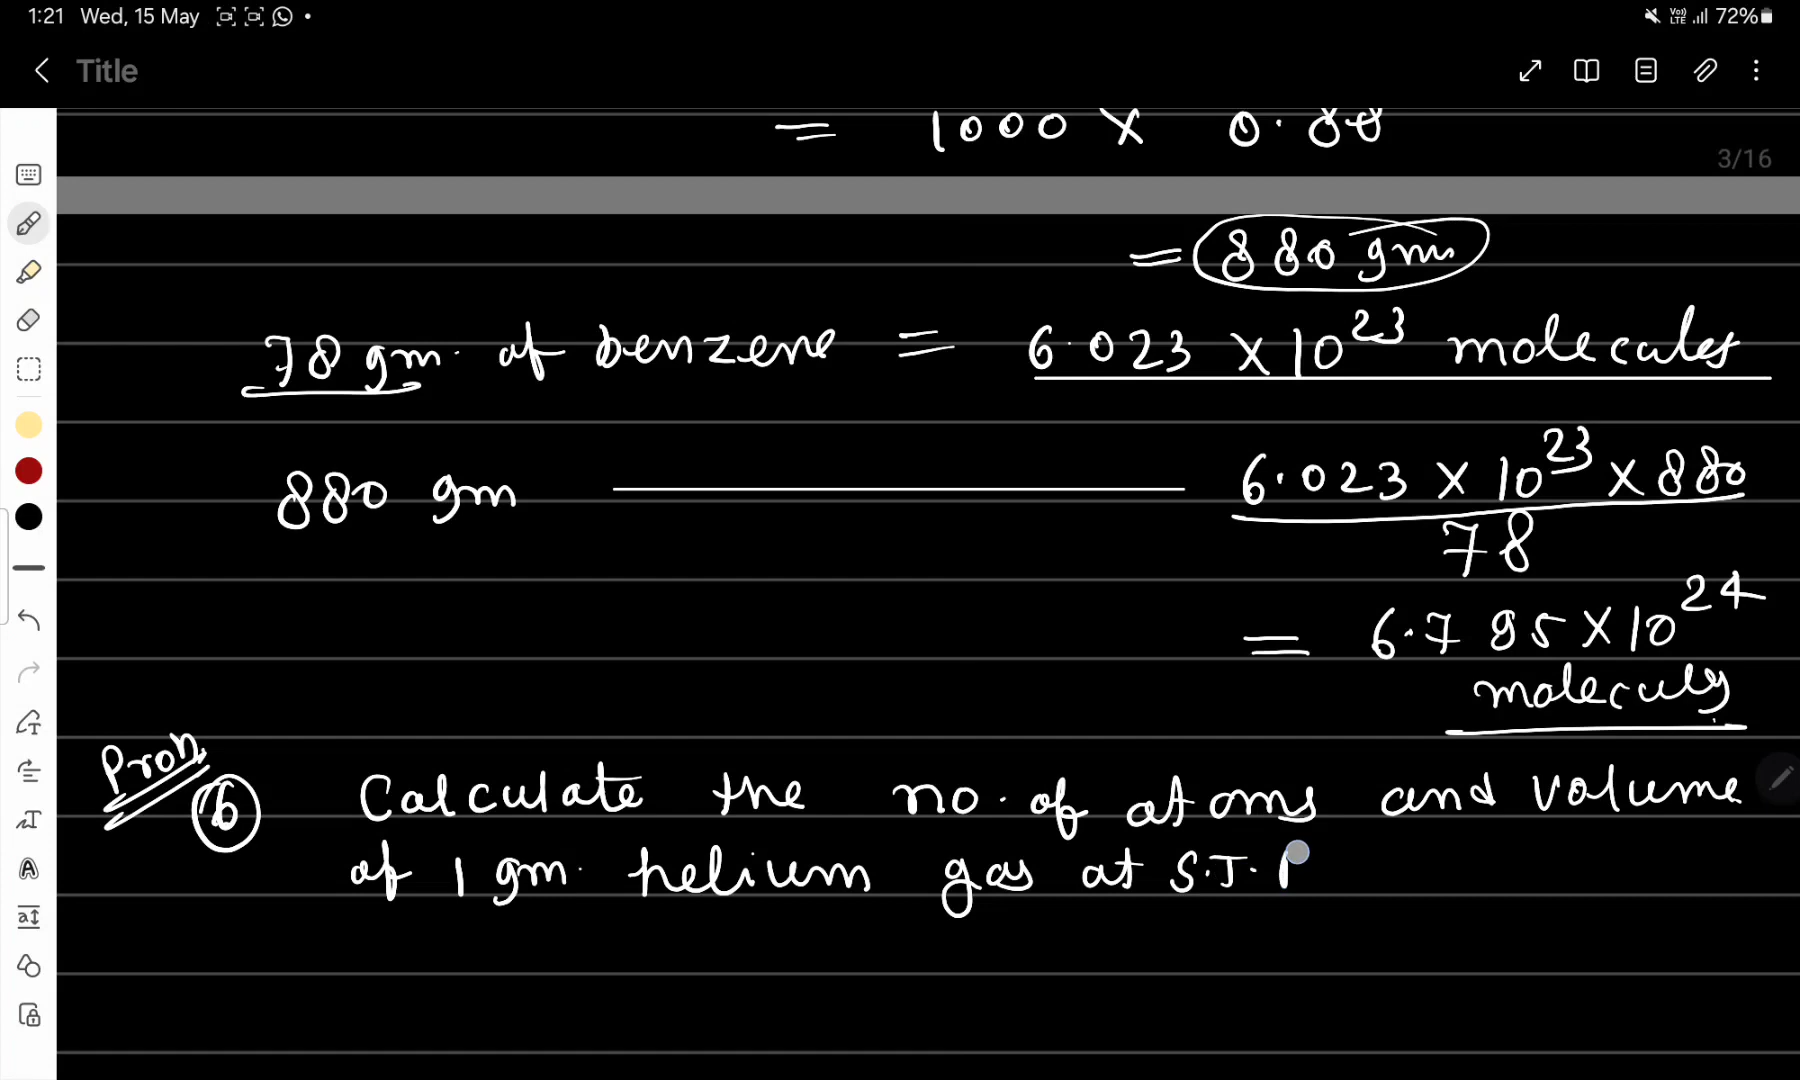 1:21 Wed, 15 May
72%
Title
= 1000 X 0.88
3/16
= 880 gm
78 gm. of benzene = 6.023 X 10^23 molecules
880 gm ———— 6.023 X 10^23 X 880
78
= 6.795 X 10^24
molecules
Prob.
6 Calculate the no. of atoms and volume
of 1 gm. helium gas at S.T.